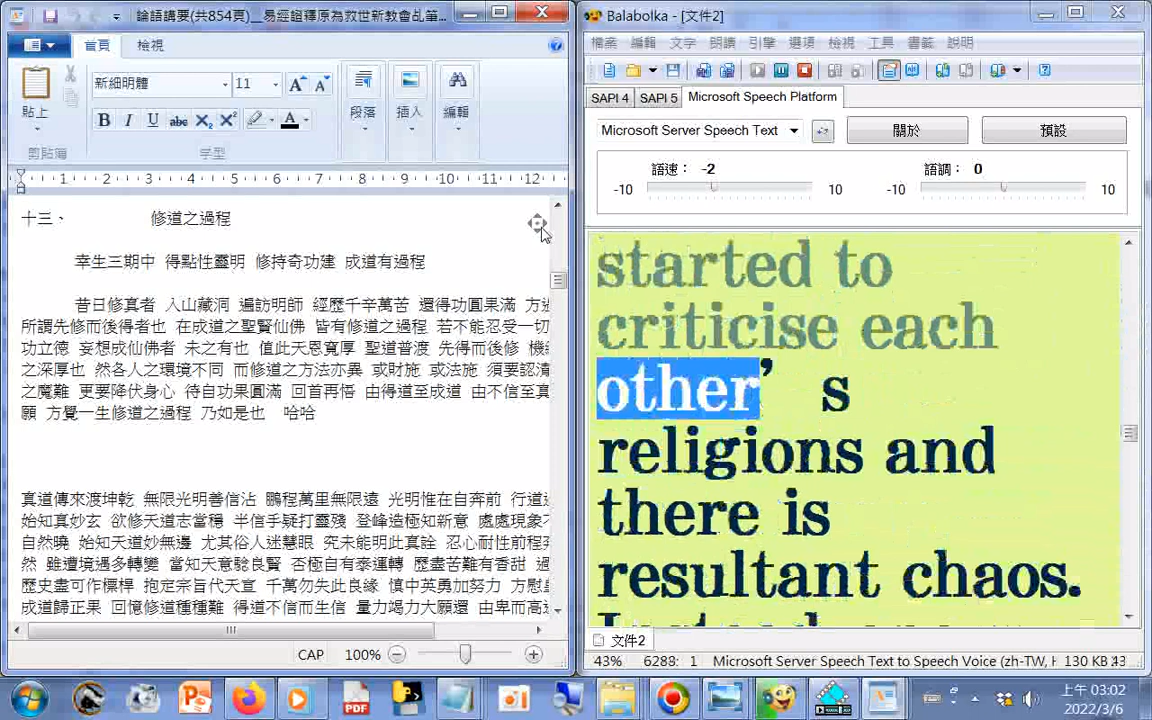 論語講要(共854頁)__易經證釋原為救世新教會乩筆...
首頁 檢視
新細明體 11
貼上
段落 插入 編輯
剪貼簿 字型
1 2 3 4 5 6 7 8 9 10 11 12
十三、 修道之過程
幸生三期中 得點性靈明 修持奇功建 成道有過程
昔日修真者 入山藏洞 遍訪明師 經歷千辛萬苦 還得功圓果滿 方
所謂先修而後得者也 在成道之聖賢仙佛 皆有修道之過程 若不能忍受一切
功立德 妄想成仙佛者 未之有也 值此天恩寬厚 聖道普渡 先得而後修 機
之深厚也 然各人之環境不同 而修道之方法亦異 或財施 或法施 須要認清
之魔難 更要降伏身心 待自功果圓滿 回首再悟 由得道至成道 由不信至真
願 方覺一生修道之過程 乃如是也 哈哈
真道傳來渡坤乾 無限光明善信沾 鵬程萬里無限遠 光明惟在自奔前 行道
始知真妙玄 欲修天道志當穩 半信半疑打靈殘 登峰造極知新意 處處現象
自然曉 始知天道妙無邊 尤其俗人迷慧眼 究未能明此真詮 忍心耐性前程
然 雖遭境遇多轉變 當知天意驗良賢 否極自有泰運轉 歷盡苦難有香甜
歷史盡可作標桿 抱定宗旨代天宣 千萬勿失此良緣 慎中英勇加努力 方慰
成道歸正果 回憶修道種種難 得道不信而生信 量力竭力大願還 由卑而高
CAP 100%
Balabolka - [文件2]
檔案 編輯 文字 朗讀 引擎 選項 檢視 工具 書籤 說明
SAPI 4 SAPI 5 Microsoft Speech Platform
Microsoft Server Speech Text 關於 預設
語速： -2 語調： 0
-10 10 -10 10
started to
criticise each
other’ s
religions and
there is
resultant chaos.
文件2
43% 6288: 1 Microsoft Server Speech Text to Speech Voice (zh-TW, H 130 KB
上午 03:02
2022/3/6